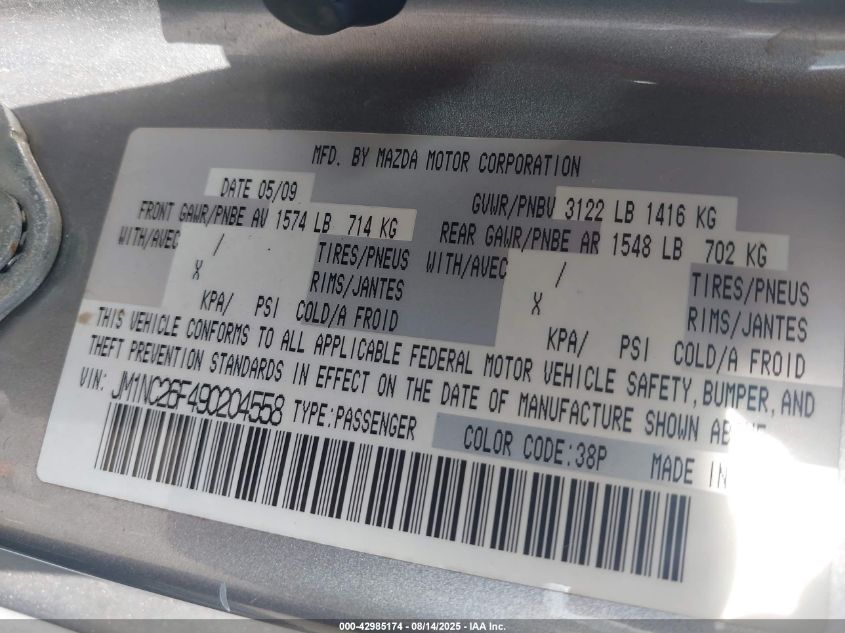 MFD. BY MAZDA MOTOR CORPORATION
DATE 05/09
GVWR/PNBV 3122 LB 1416 KG
FRONT GAWR/PNBE AV 1574 LB 714 KG
REAR GAWR/PNBE AR 1548 LB 702 KG
WITH/AVEC / TIRES/PNEUS WITH/AVEC / TIRES/PNEUS
X RIMS/JANTES X RIMS/JANTES
KPA/ PSI COLD/A FROID KPA/ PSI COLD/A FROID
THIS VEHICLE CONFORMS TO ALL APPLICABLE FEDERAL MOTOR VEHICLE SAFETY, BUMPER, AND
THEFT PREVENTION STANDARDS IN EFFECT ON THE DATE OF MANUFACTURE SHOWN
VIN: JM1NC26F490204558 TYPE:PASSENGER
COLOR CODE:38P MADE IN
000-42985174 - 08/14/2025 - IAA Inc.